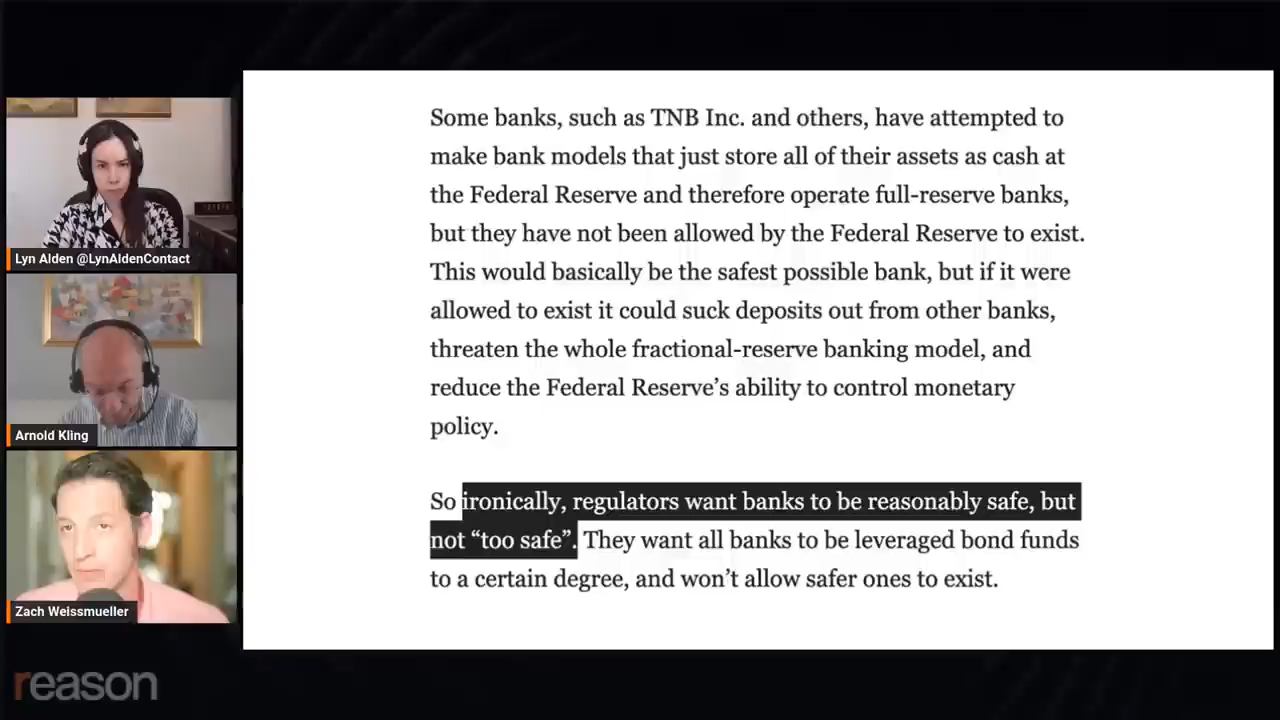 Lyn Alden @LynAldenContact
Arnold Kling
Zach Weissmueller
reason
Some banks, such as TNB Inc. and others, have attempted to
make bank models that just store all of their assets as cash at
the Federal Reserve and therefore operate full-reserve banks,
but they have not been allowed by the Federal Reserve to exist.
This would basically be the safest possible bank, but if it were
allowed to exist it could suck deposits out from other banks,
threaten the whole fractional-reserve banking model, and
reduce the Federal Reserve’s ability to control monetary
policy.
So ironically, regulators want banks to be reasonably safe, but
not “too safe”. They want all banks to be leveraged bond funds
to a certain degree, and won’t allow safer ones to exist.